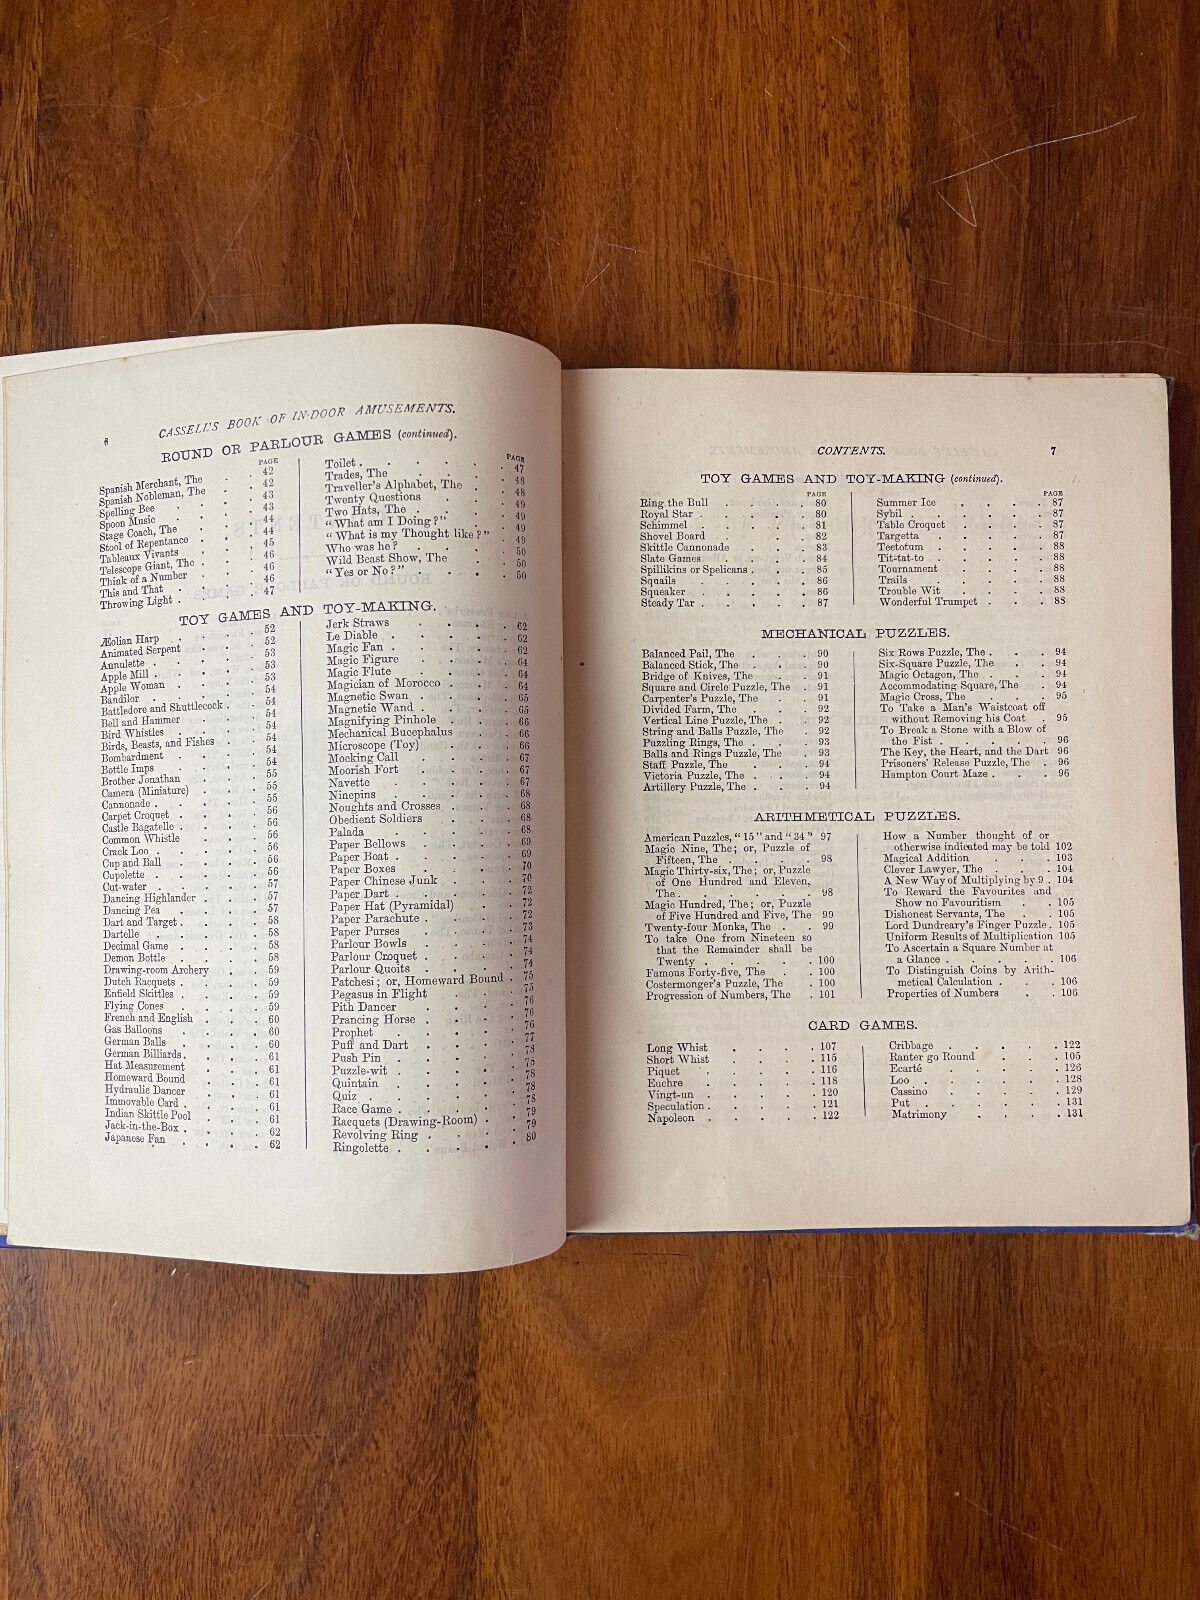 6
CASSELL'S BOOK OF IN-DOOR AMUSEMENTS.
ROUND OR PARLOUR GAMES (continued).
PAGE
Spanish Merchant, The . . 42
Spanish Nobleman, The . . 42
Spelling Bee . . . 43
Spoon Music . . . 43
Stage Coach, The . . . 44
Stool of Repentance . . 44
Tableaux Vivants . . . 45
Telescope Giant, The . . . 46
Think of a Number . . 46
This and That . . . 46
Throwing Light . . . . 47
PAGE
Toilet . . . . . . 47
Trades, The . . . . 48
Traveller's Alphabet, The . . 48
Twenty Questions . . . 49
Two Hats, The . . . . 49
"What am I Doing?" . . 49
"What is my Thought like?" . 49
Who was he? . . . .
Wild Beast Show, The . . 50
"Yes or No?" . . . . 50
TOY GAMES AND TOY-MAKING.
Æolian Harp . . . . 52
Animated Serpent . . . 52
Annulette . . . . 53
Apple Mill . . . . 53
Apple Woman . . . 53
Bandilor . . . . 54
Battledore and Shuttlecock . . 54
Bell and Hammer . . . 54
Bird Whistles . . . 54
Birds, Beasts, and Fishes . . 54
Bombardment . . . 54
Bottle Imps . . . . 54
Brother Jonathan . . . 55
Camera (Miniature) . . . 55
Cannonade . . . . 55
Carpet Croquet . . . 56
Castle Bagatelle . . . . 56
Common Whistle . . . 56
Crack Loo . . . . 56
Cup and Ball . . . 56
Cupolette . . . . 56
Cut-water . . . . 57
Dancing Highlander . . . 57
Dancing Pea . . . 57
Dart and Target . . . . 58
Dartelle . . . . 58
Decimal Game . . . 58
Demon Bottle . . . 58
Drawing-room Archery . . 59
Dutch Racquets . . . 59
Enfield Skittles . . . 59
Flying Cones . . . 59
French and English . . . 60
Gas Balloons . . . 60
German Balls . . . 60
German Billiards . . . . 61
Hat Measurement . . . 61
Homeward Bound . . . 61
Hydraulic Dancer . . . 61
Immovable Card . . . . 61
Indian Skittle Pool . . . 61
Jack-in-the-Box . . . . 62
Japanese Fan . . . . 62
Jerk Straws . . . . 62
Le Diable . . . . 62
Magic Fan . . . . 62
Magic Figure . . . 64
Magic Flute . . . . 64
Magician of Morocco . . . 64
Magnetic Swan . . . 65
Magnetic Wand . . . . 65
Magnifying Pinhole . . . 66
Mechanical Bucephalus . . 66
Microscope (Toy) . . . 66
Mocking Call . . . 67
Moorish Fort . . . . 67
Navette . . . . 67
Ninepins . . . . 68
Noughts and Crosses . . . 68
Obedient Soldiers . . . 68
Palada . . . . . 68
Paper Bellows . . . 69
Paper Boat . . . . 69
Paper Boxes . . . . 70
Paper Chinese Junk . . . 70
Paper Dart . . . . 72
Paper Hat (Pyramidal) . . 72
Paper Parachute . . . . 72
Paper Purses . . . 73
Parlour Bowls . . . 74
Parlour Croquet . . . . 74
Parlour Quoits . . . 74
Patchesi; or, Homeward Bound . 75
Pegasus in Flight . . . 75
Pith Dancer . . . . 76
Prancing Horse . . . . 76
Prophet . . . . . 77
Puff and Dart . . . 78
Push Pin . . . . 78
Puzzle-wit . . . . 78
Quintain . . . . 78
Quiz . . . . . 78
Race Game . . . . 79
Racquets (Drawing-Room) . . 79
Revolving Ring . . . . 80
Ringolette . . . .
CONTENTS. 7
TOY GAMES AND TOY-MAKING (continued).
PAGE
Ring the Bull . . . . 80
Royal Star . . . . . 80
Schimmel . . . . . 81
Shovel Board . . . . 82
Skittle Cannonade . . . 83
Slate Games . . . . 84
Spillikins or Spelicans . . . 85
Squails . . . . . 86
Squeaker . . . . 86
Steady Tar . . . . . 87
PAGE
Summer Ice . . . . 87
Sybil . . . . . . 87
Table Croquet . . . . 87
Targetta . . . . . 87
Teetotum . . . . . 88
Tit-tat-to . . . . . 88
Tournament . . . . 88
Trails . . . . . 88
Trouble Wit . . . . 88
Wonderful Trumpet . . . 88
MECHANICAL PUZZLES.
Balanced Pail, The . . . 90
Balanced Stick, The . . . 90
Bridge of Knives, The . . . 91
Square and Circle Puzzle, The . 91
Carpenter's Puzzle, The . . 91
Divided Farm, The . . . 92
Vertical Line Puzzle, The . . 92
String and Balls Puzzle, The . 92
Puzzling Rings, The . . . 93
Balls and Rings Puzzle, The . 93
Staff Puzzle, The . . . 94
Victoria Puzzle, The . . . 94
Artillery Puzzle, The . . . 94
Six Rows Puzzle, The . . . 94
Six-Square Puzzle, The . . 94
Magic Octagon, The . . . 94
Accommodating Square, The . 94
Magic Cross, The . . . 95
To Take a Man's Waistcoat off
without Removing his Coat . 95
To Break a Stone with a Blow of
the Fist . . . . . 96
The Key, the Heart, and the Dart 96
Prisoners' Release Puzzle, The . 96
Hampton Court Maze . . . 96
ARITHMETICAL PUZZLES.
American Puzzles, "15" and "34" 97
Magic Nine, The; or, Puzzle of
Fifteen, The . . . . 98
Magic Thirty-six, The; or, Puzzle
of One Hundred and Eleven,
The . . . . . . 98
Magic Hundred, The; or, Puzzle
of Five Hundred and Five, The 99
Twenty-four Monks, The . . 99
To take One from Nineteen so
that the Remainder shall be
Twenty . . . . . 100
Famous Forty-five, The . . 100
Costermonger's Puzzle, The . 100
Progression of Numbers, The . 101
How a Number thought of or
otherwise indicated may be told 102
Magical Addition . . . 103
Clever Lawyer, The . . . 104
A New Way of Multiplying by 9 . 104
To Reward the Favourites and
Show no Favouritism . . 105
Dishonest Servants, The . . 105
Lord Dundreary's Finger Puzzle . 105
Uniform Results of Multiplication 105
To Ascertain a Square Number at
a Glance . . . . . 106
To Distinguish Coins by Arith-
metical Calculation . . . 106
Properties of Numbers . . 106
CARD GAMES.
Long Whist . . . . 107
Short Whist . . . . 115
Piquet . . . . . 116
Euchre . . . . . 118
Vingt-un . . . . . 120
Speculation . . . . . 121
Napoleon . . . . . 122
Cribbage . . . . . 122
Ranter go Round . . . . 105
Ecarté . . . . . 126
Loo . . . . . . 128
Cassino . . . . . 129
Put . . . . . . 131
Matrimony . . . . 131